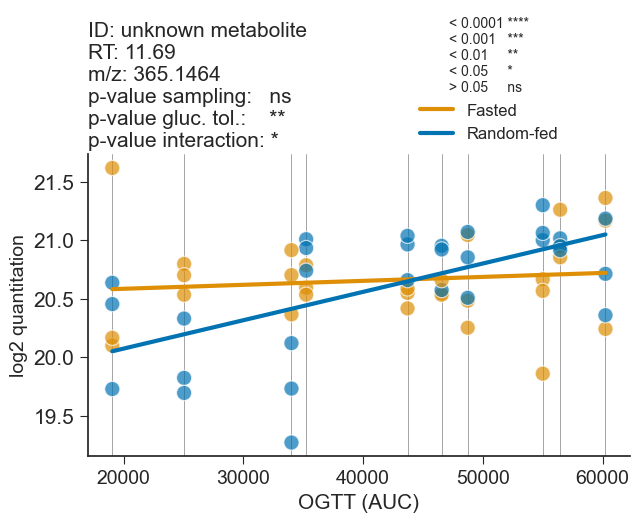 ID: unknown metabolite
RT: 11.69
m/z: 365.1464
p-value sampling: ns
p-value gluc. tol.: **
p-value interaction: *
< 0.0001 ****
< 0.001 ***
< 0.01 **
< 0.05 *
> 0.05 ns
Fasted
Random-fed
log2 quantitation
21.5
21.0
20.5
20.0
19.5
20000 30000 40000 50000 60000
OGTT (AUC)